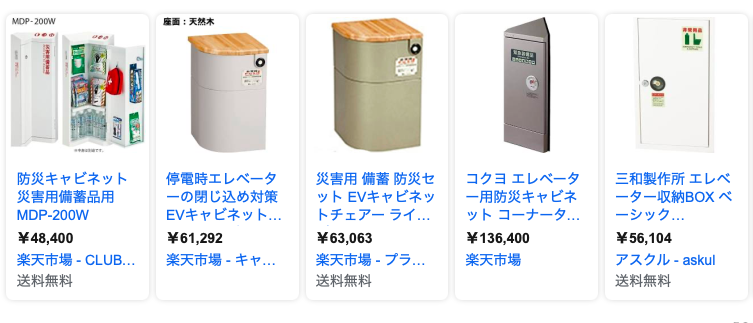 MDP-200W
災害用備蓄品
防災キャビネット
災害用備蓄品用
MDP-200W
￥48,400
楽天市場 - CLUB…
送料無料
座面：天然木
停電時エレベータ
ーの閉じ込め対策
EVキャビネット…
￥61,292
楽天市場 - キャ…
災害用 備蓄 防災セ
ット EVキャビネッ
トチェアー ライ…
￥63,063
楽天市場 - プラ…
送料無料
コクヨ エレベータ
ー用防災キャビネ
ット コーナータ…
￥136,400
楽天市場
三和製作所 エレベ
ーター収納BOX ベ
ーシック…
￥56,104
アスクル - askul
送料無料